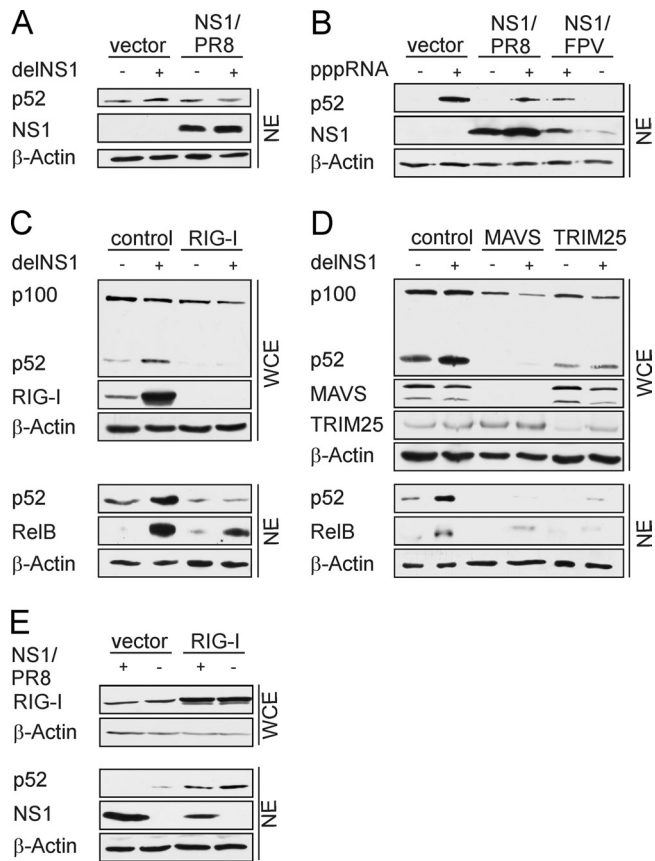 A
vector NS1/
PR8
delNS1 - + - +
p52
NS1
β-Actin
NE
B
vector NS1/
PR8 NS1/
FPV
pppRNA - + - + + -
p52
NS1
β-Actin
NE
C
control RIG-I
delNS1 - + - +
p100
p52
RIG-I
β-Actin
WCE
p52
RelB
β-Actin
NE
D
control MAVS TRIM25
delNS1 - + - + - +
p100
p52
MAVS
TRIM25
β-Actin
WCE
p52
RelB
β-Actin
NE
E
vector RIG-I
NS1/
PR8 + - + -
RIG-I
β-Actin
WCE
p52
NS1
β-Actin
NE